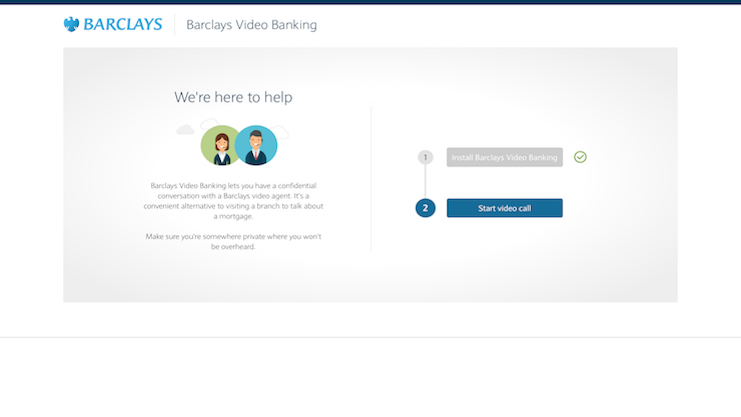 BARCLAYS
Barclays Video Banking
We're here to help
Barclays Video Banking lets you have a confidential
conversation with a Barclays video agent. It's a
convenient alternative to visiting a branch to talk about
a mortgage.
Make sure you're somewhere private where you won't
be overheard.
1
Install Barclays Video Banking
2
Start video call